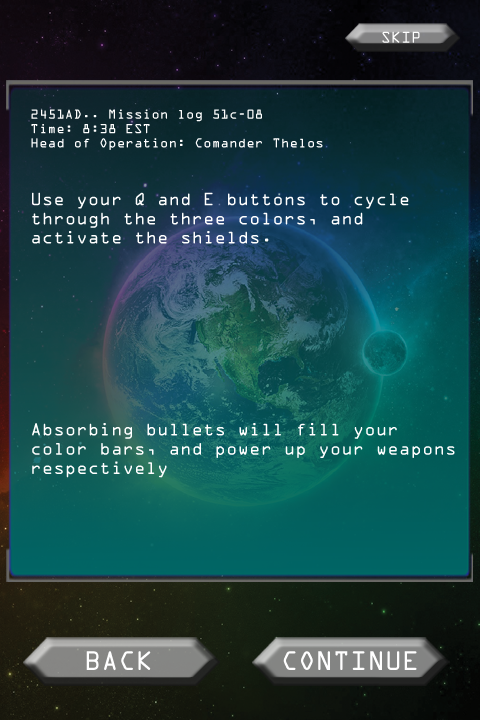 SKIP
2451AD.. Mission log 51c-08
Time: 8:38 EST
Head of Operation: Comander Thelos
Use your Q and E buttons to cycle
through the three colors, and
activate the shields.
Absorbing bullets will fill your
color bars, and power up your weapons
respectively
BACK
CONTINUE